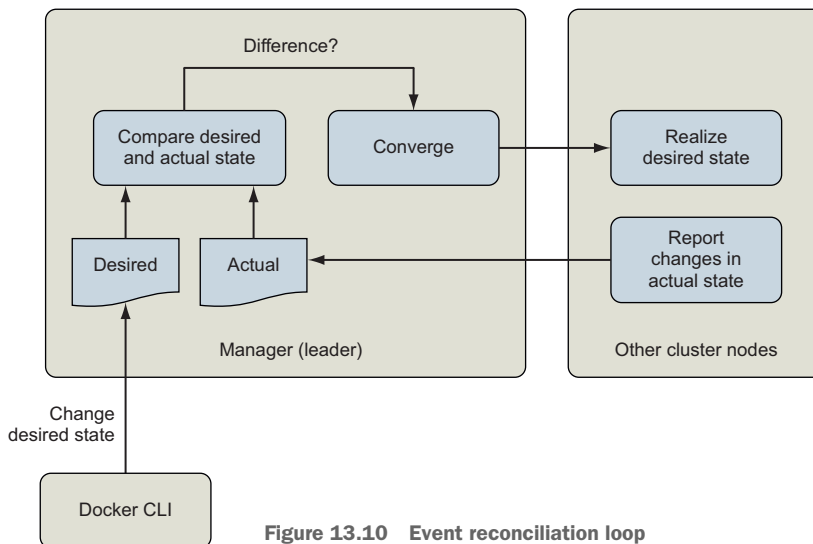 Difference?
Compare desired
and actual state
Converge
Realize
desired state
Desired
Actual
Report
changes in
actual state
Manager (leader)
Other cluster nodes
Change
desired state
Docker CLI
Figure 13.10 Event reconciliation loop